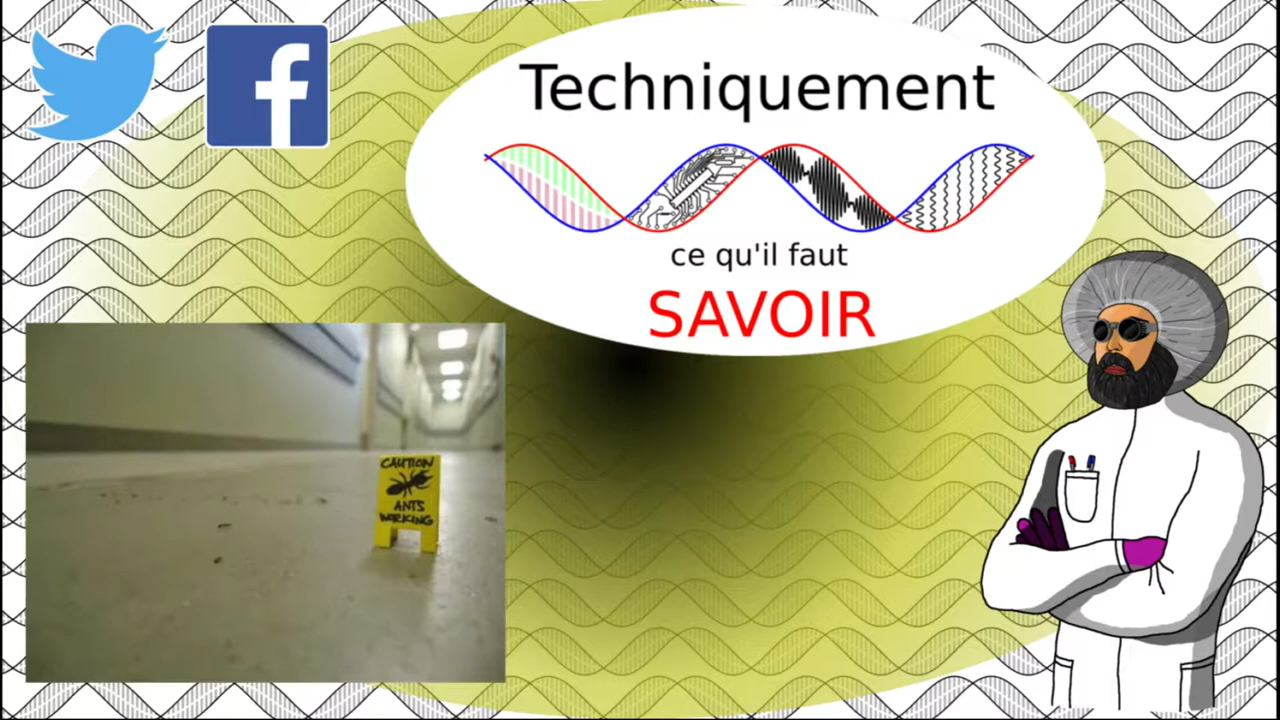 Techniquement
ce qu'il faut
SAVOIR
CAUTION
ANTS
WORKING